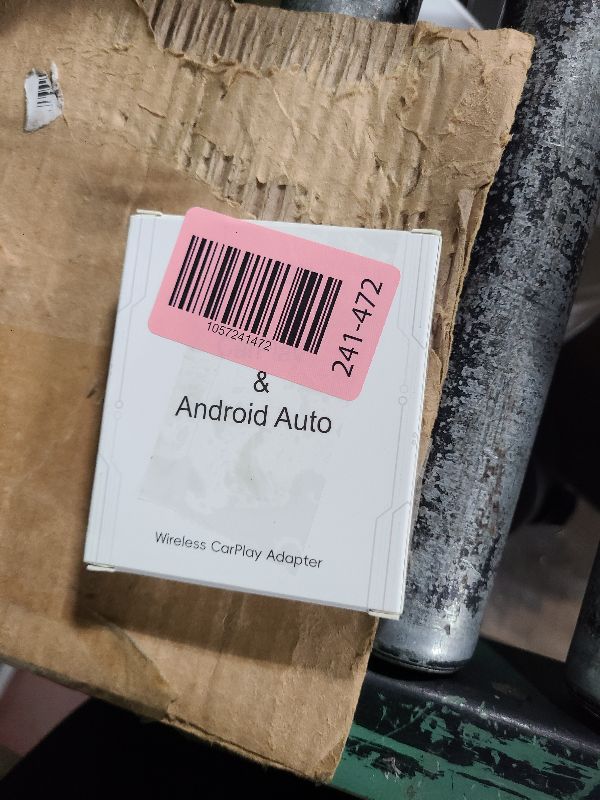 1057241472
241-472
&
Android Auto
Wireless CarPlay Adapter